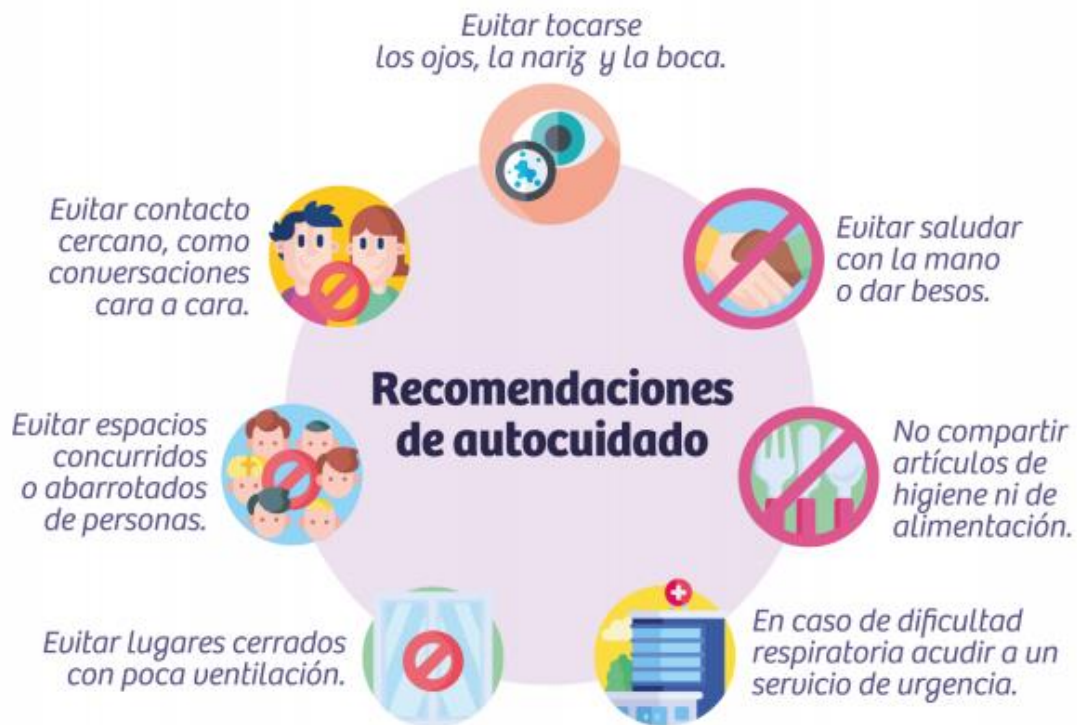 Evitar tocarse
los ojos, la nariz y la boca.
Evitar saludar
con la mano
o dar besos.
No compartir
artículos de
higiene ni de
alimentación.
En caso de dificultad
respiratoria acudir a un
servicio de urgencia.
Evitar lugares cerrados
con poca ventilación.
Evitar espacios
concurridos
o abarrotados
de personas.
Evitar contacto
cercano, como
conversaciones
cara a cara.
Recomendaciones
de autocuidado